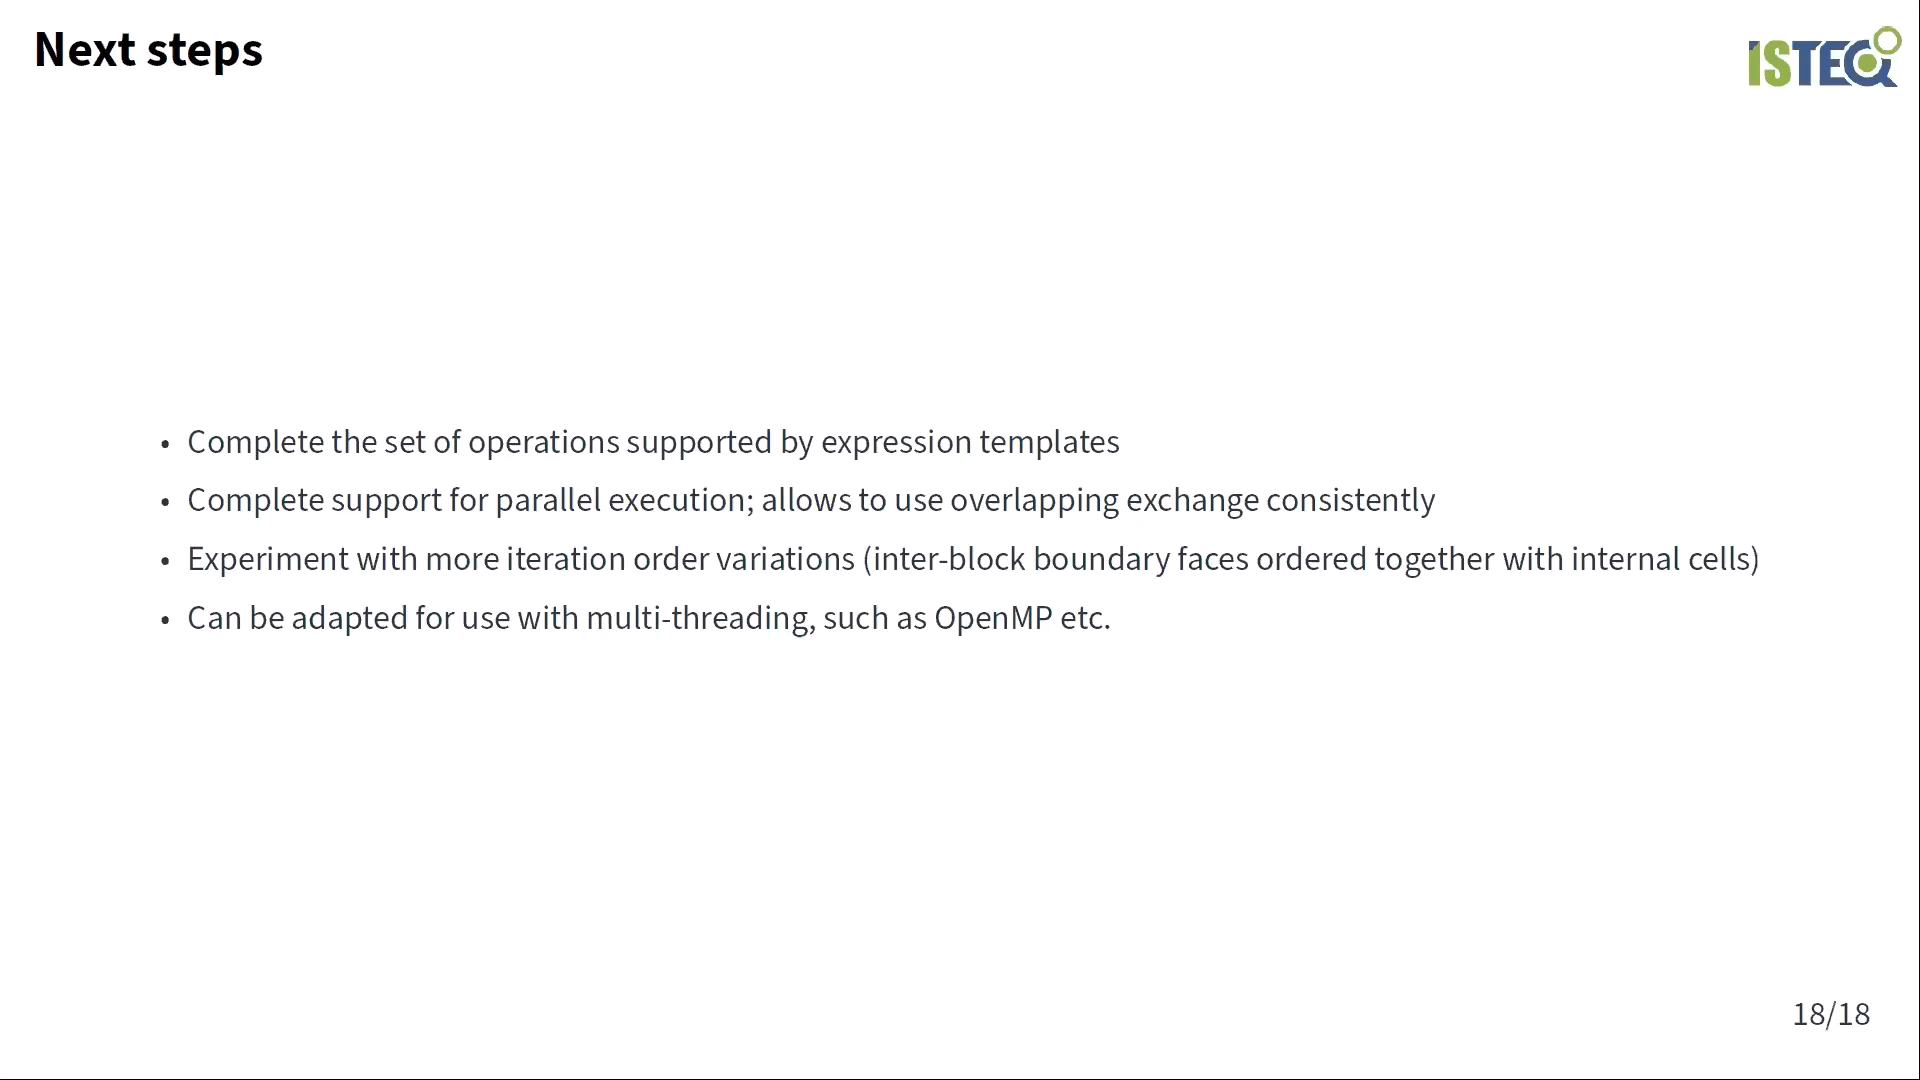 Next steps
ISTEQ
• Complete the set of operations supported by expression templates
• Complete support for parallel execution; allows to use overlapping exchange consistently
• Experiment with more iteration order variations (inter-block boundary faces ordered together with internal cells)
• Can be adapted for use with multi-threading, such as OpenMP etc.
18/18